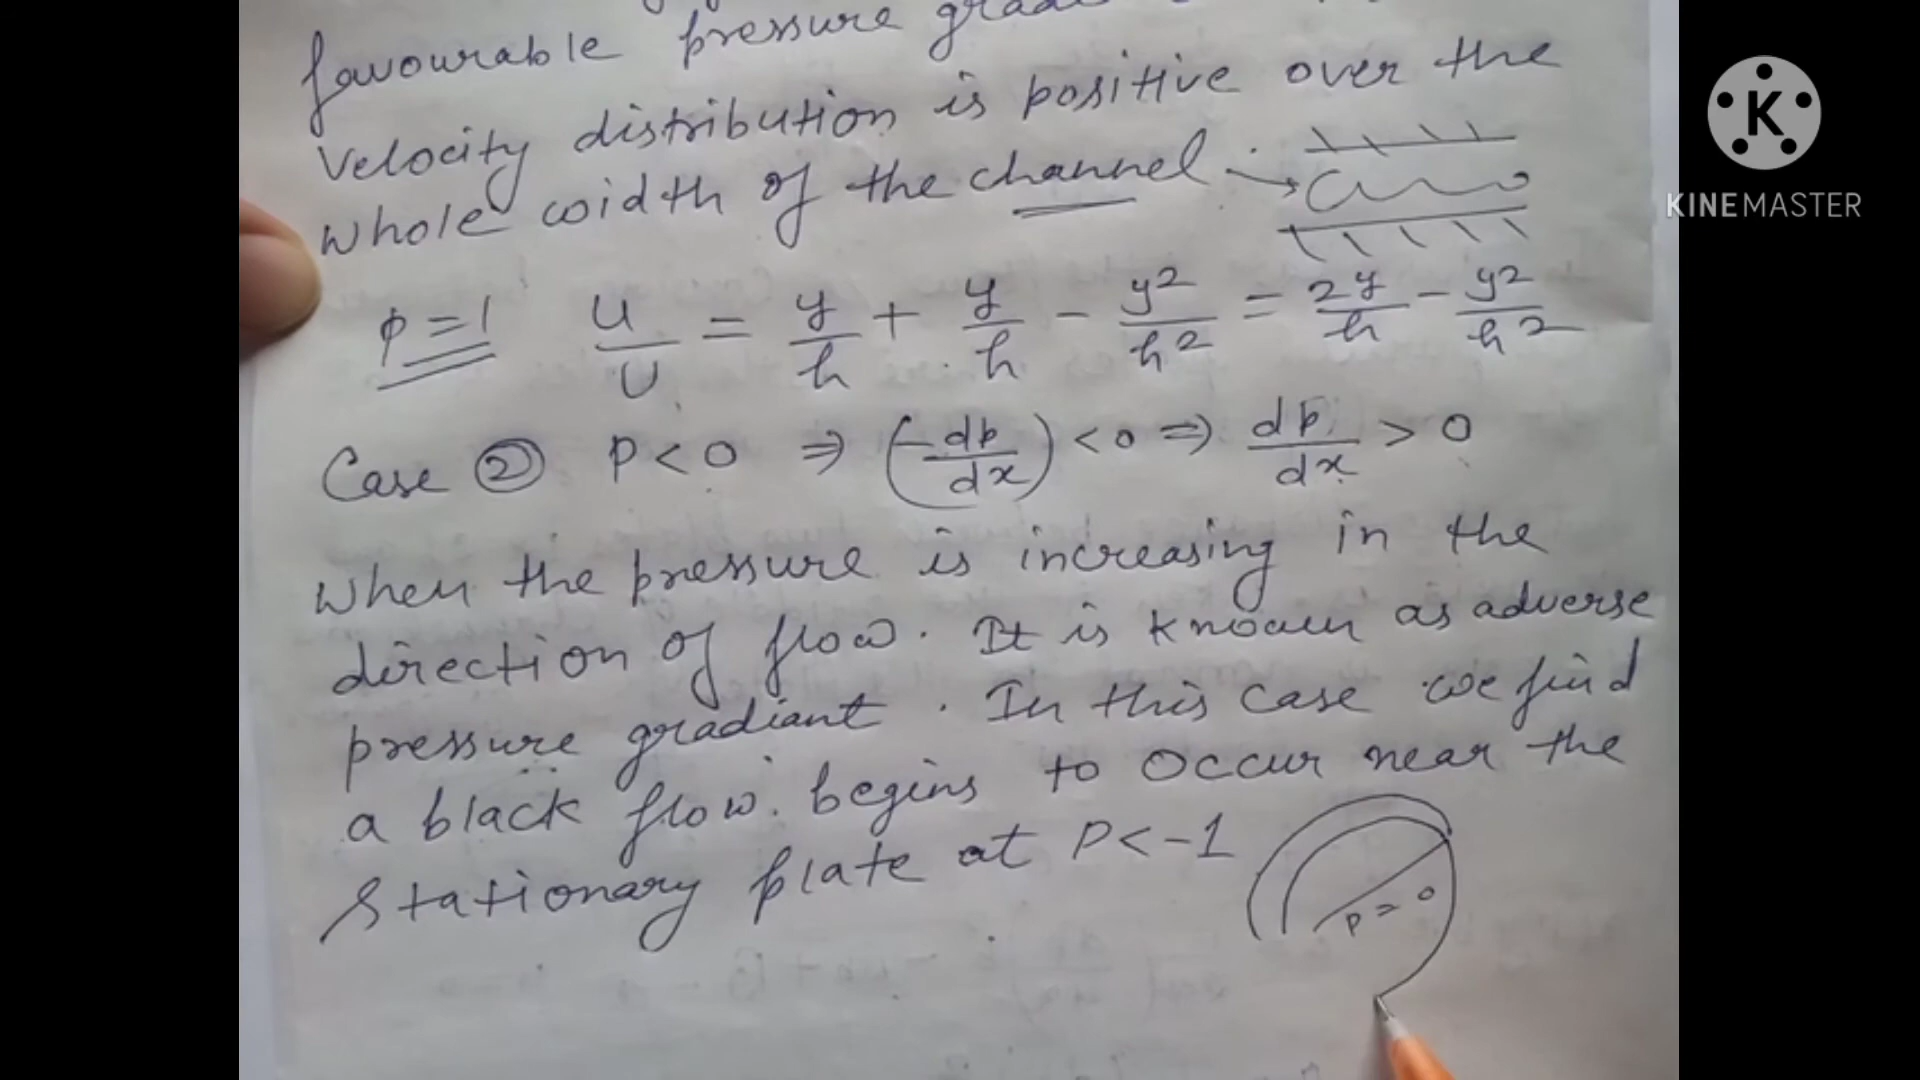 favourable pressure
velocity distribution is positive over the
whole width of the channel.
p=1 u/U = y/h + y/h - y²/h² = 2y/h - y²/h²
Case ② P<0 ⇒ (-dp/dx) <0 ⇒ dp/dx > 0
when the pressure is increasing in the
direction of flow. It is known as adverse
pressure gradiant. In this case we find
a black flow. begins to occur near the
stationary plate at P<-1
P=0
K
KINEMASTER